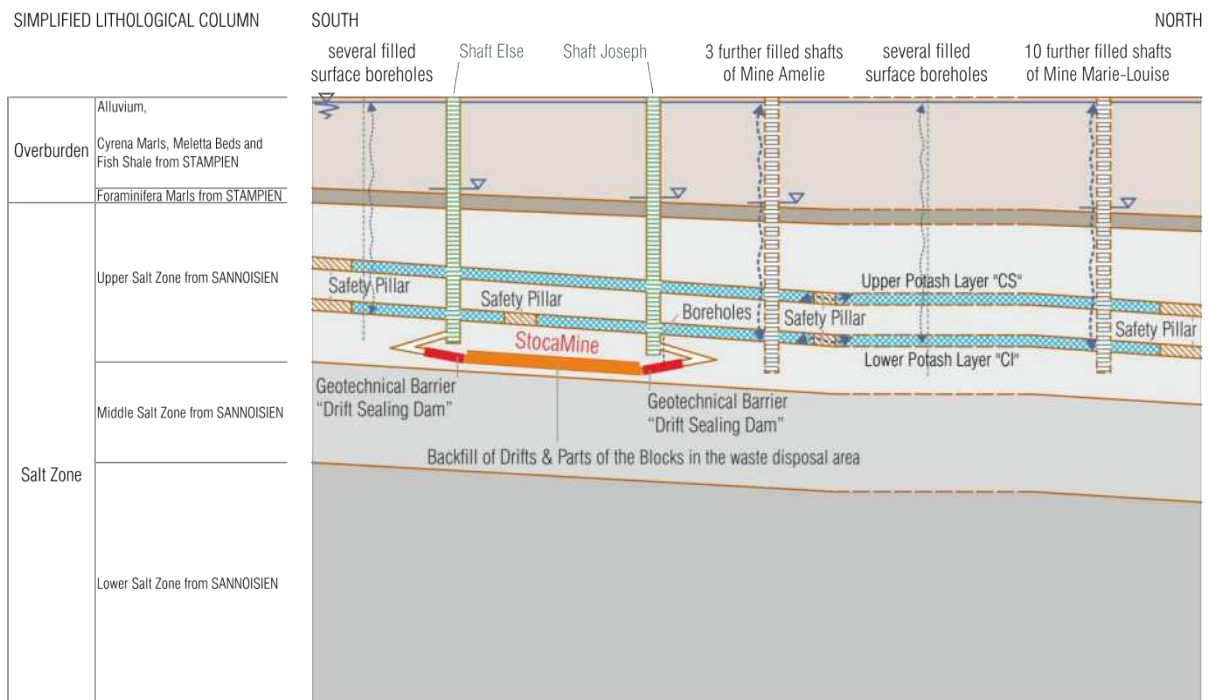 SIMPLIFIED LITHOLOGICAL COLUMN
SOUTH
NORTH
several filled
surface boreholes
Shaft Else
Shaft Joseph
3 further filled shafts
of Mine Amelie
several filled
surface boreholes
10 further filled shafts
of Mine Marie-Louise
Overburden
Alluvium,
Cyrena Marls, Meletta Beds and
Fish Shale from STAMPIEN
Foraminifera Marls from STAMPIEN
Salt Zone
Upper Salt Zone from SANNOISIEN
Middle Salt Zone from SANNOISIEN
Lower Salt Zone from SANNOISIEN
Safety Pillar
Safety Pillar
Boreholes
Safety Pillar
Upper Potash Layer "CS"
Lower Potash Layer "CI"
Safety Pillar
StocaMine
Geotechnical Barrier
“Drift Sealing Dam”
Geotechnical Barrier
“Drift Sealing Dam”
Backfill of Drifts & Parts of the Blocks in the waste disposal area